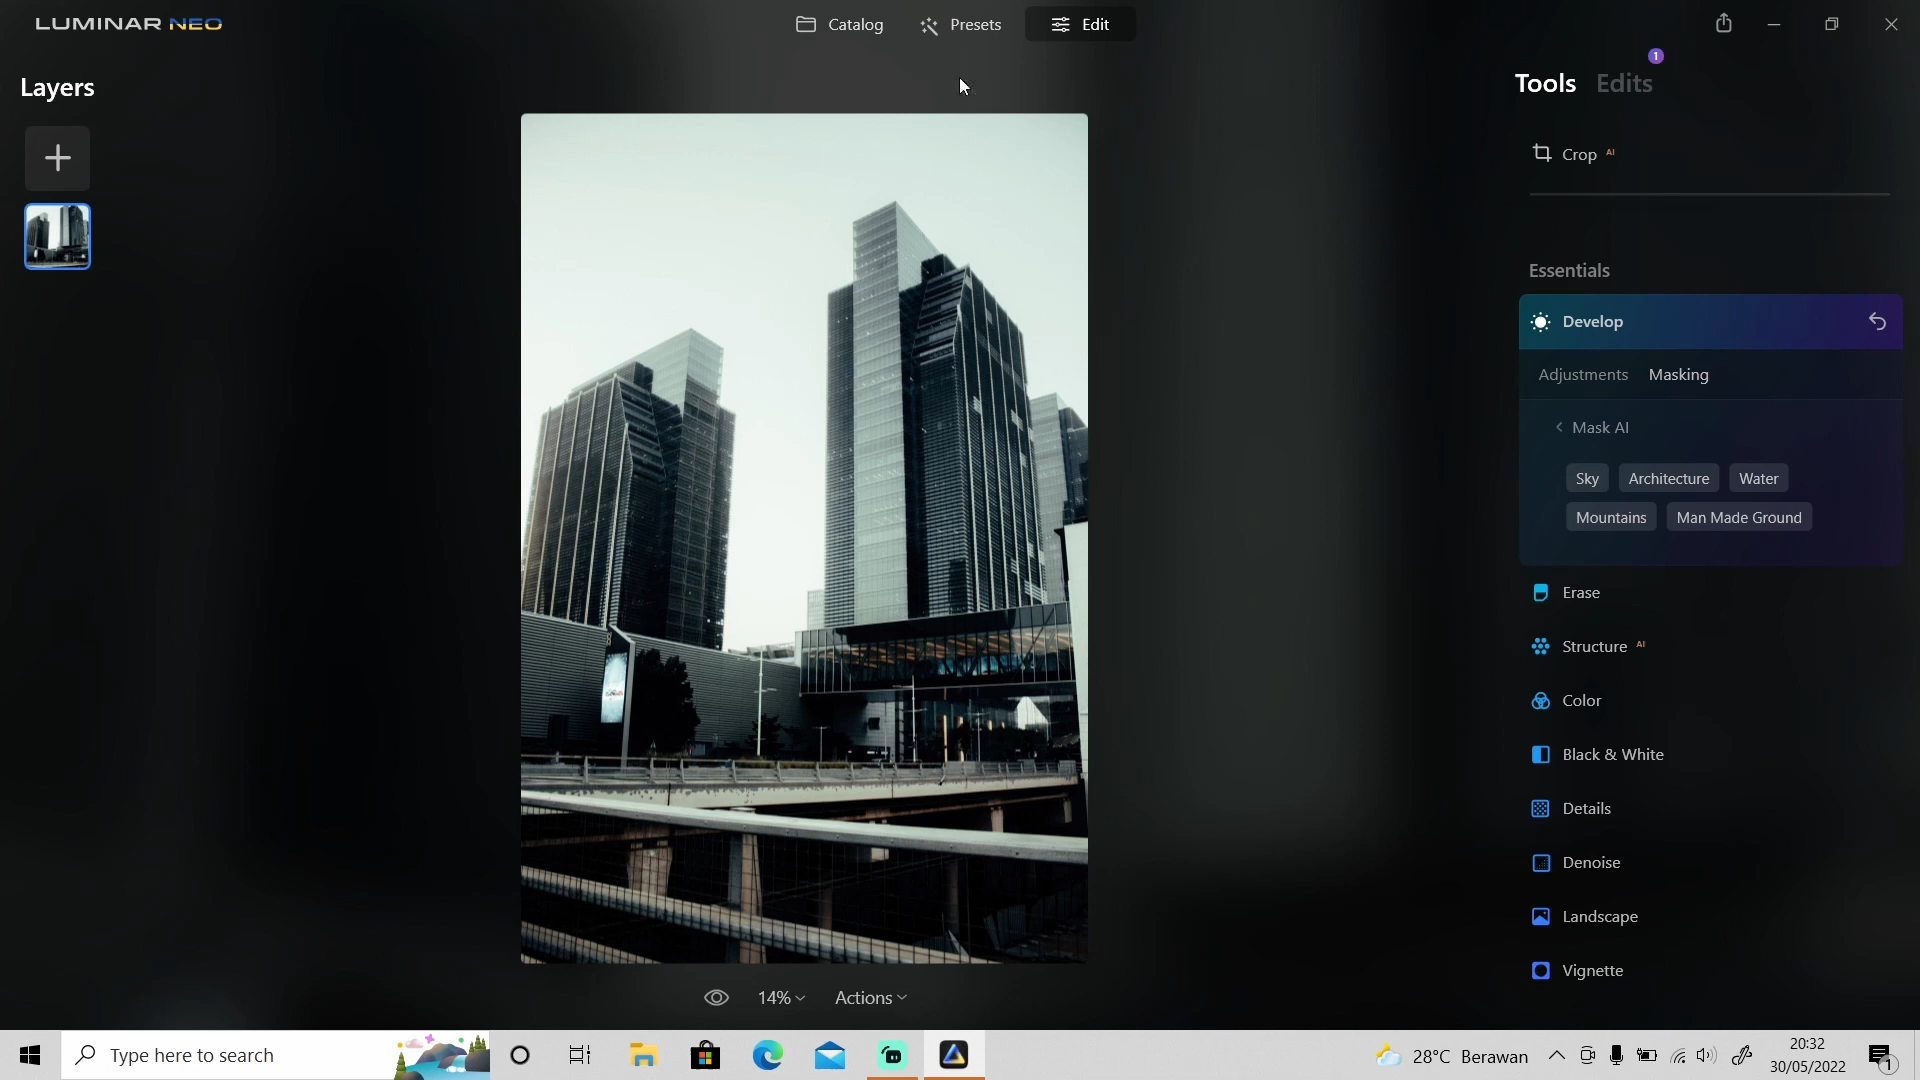 LUMINAR NEO
Catalog
Presets
Edit
Layers
1
Tools
Edits
Crop AI
Essentials
Develop
Adjustments
Masking
Mask AI
Sky
Architecture
Water
Mountains
Man Made Ground
Erase
Structure AI
Color
Black & White
Details
Denoise
Landscape
Vignette
14%
Actions
Type here to search
28°C Berawan
20:32
30/05/2022
1